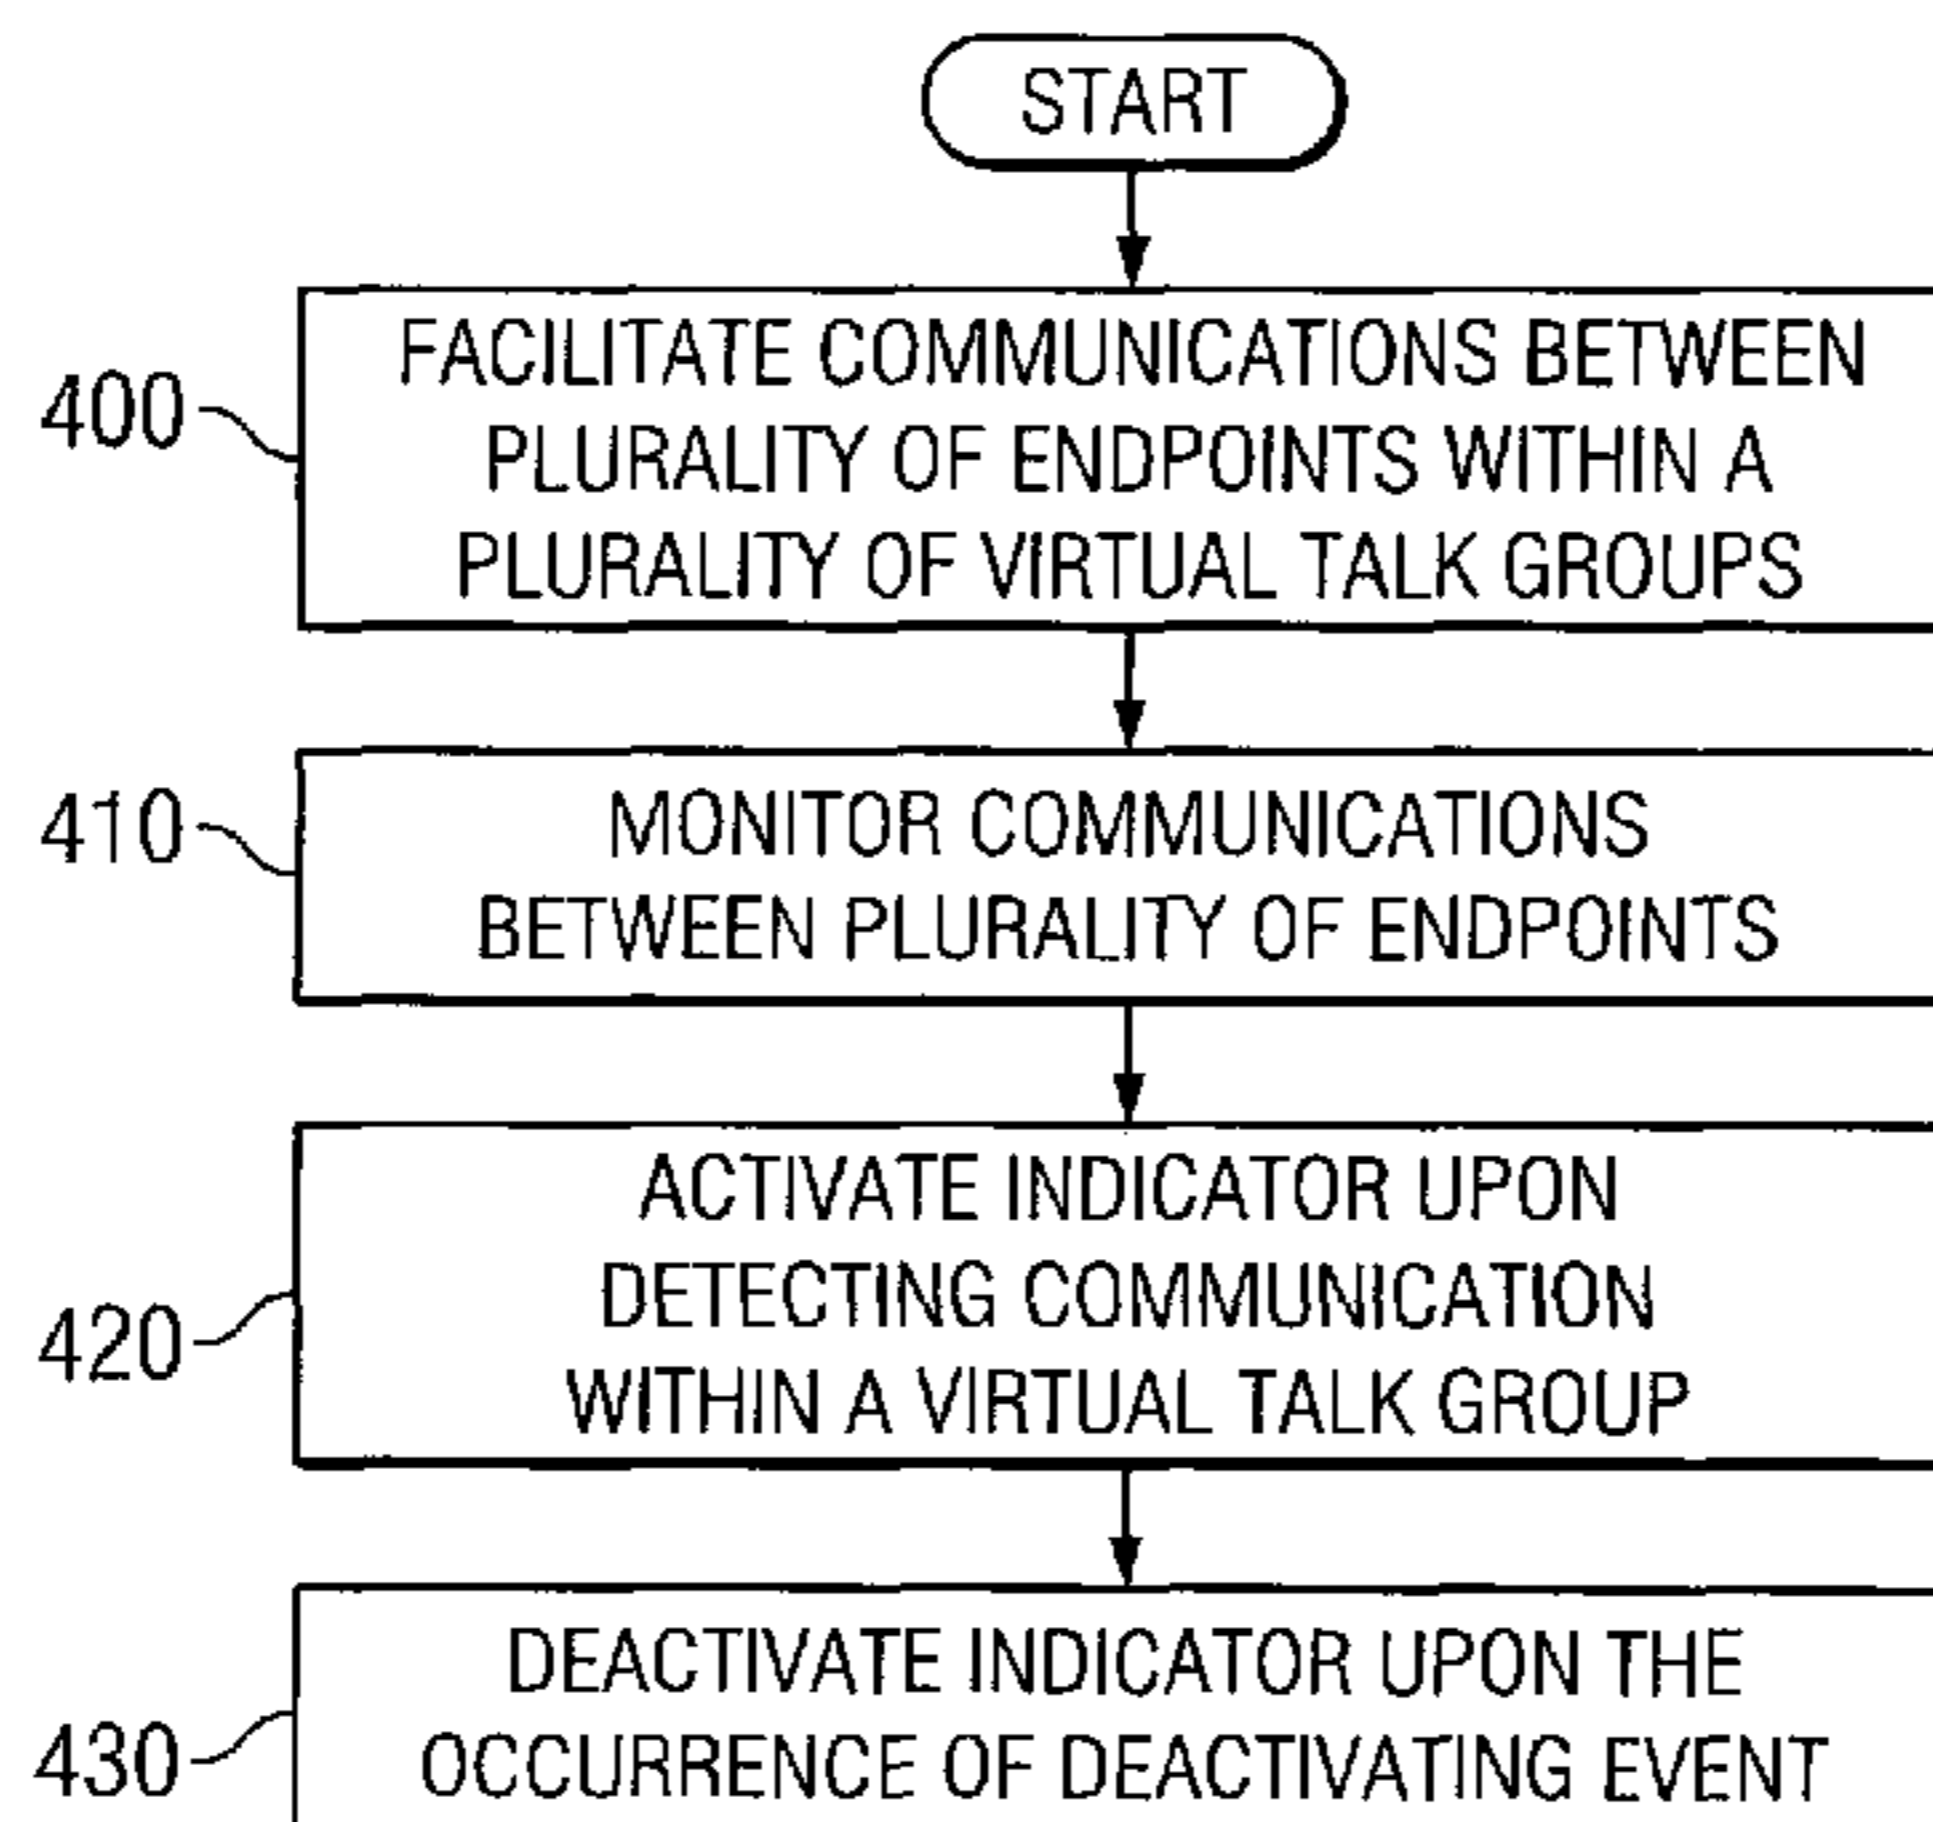 START
400
FACILITATE COMMUNICATIONS BETWEEN
PLURALITY OF ENDPOINTS WITHIN A
PLURALITY OF VIRTUAL TALK GROUPS
410
MONITOR COMMUNICATIONS
BETWEEN PLURALITY OF ENDPOINTS
420
ACTIVATE INDICATOR UPON
DETECTING COMMUNICATION
WITHIN A VIRTUAL TALK GROUP
430
DEACTIVATE INDICATOR UPON THE
OCCURRENCE OF DEACTIVATING EVENT